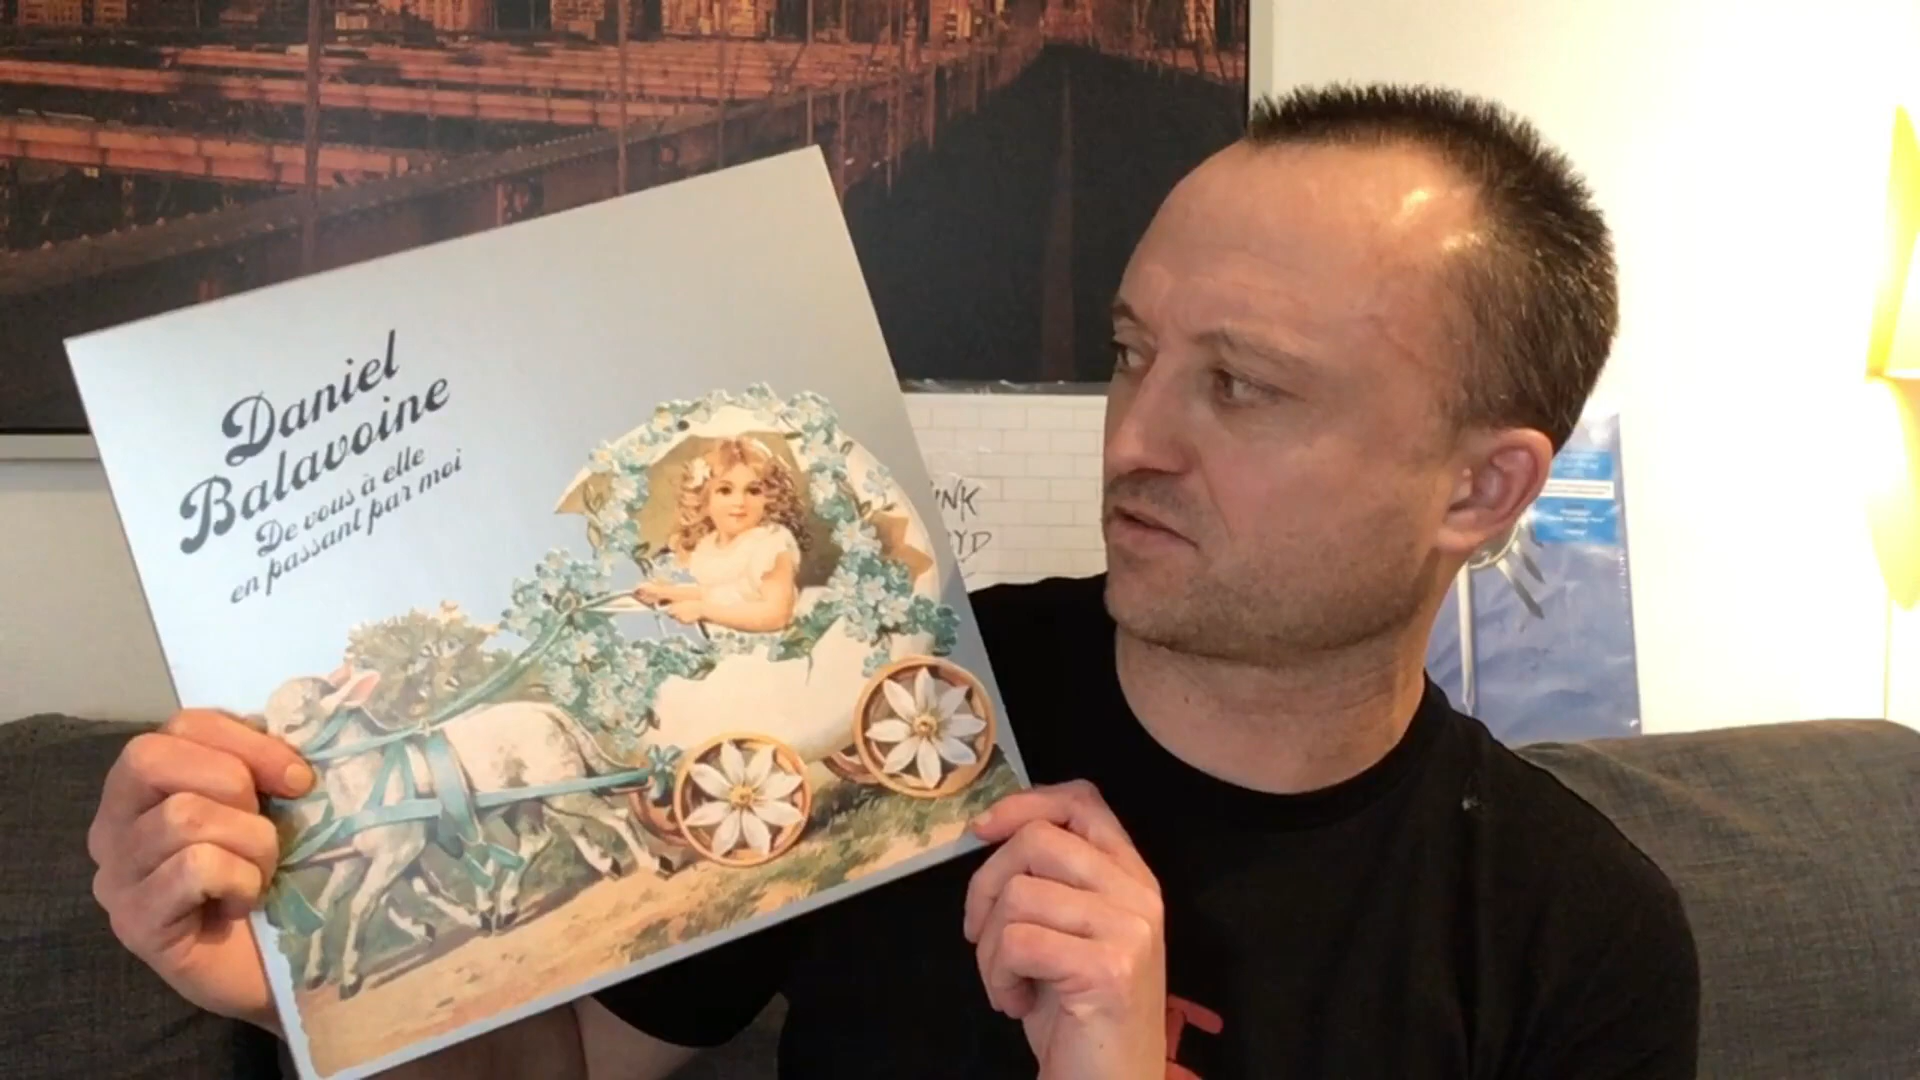 Daniel
Balavoine
De vous à elle
en passant par moi